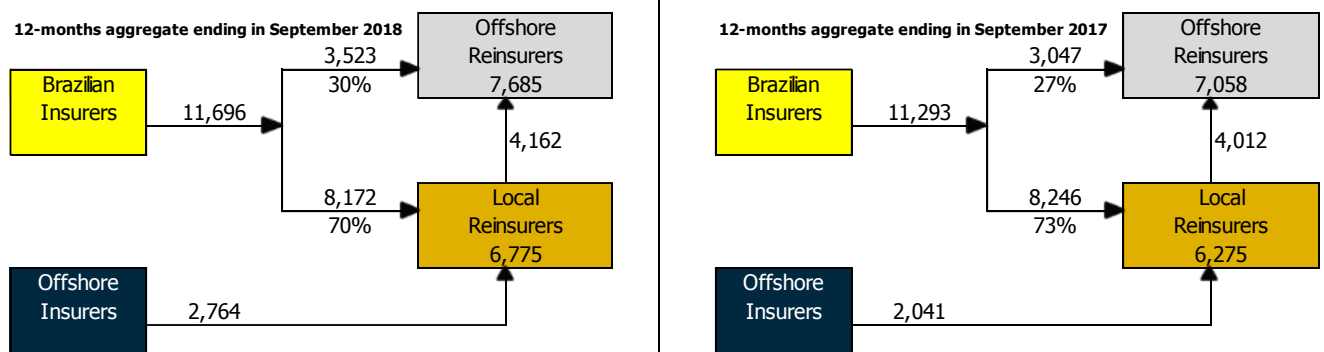 12-months aggregate ending in September 2018
Offshore
Reinsurers
7,685
3,523
30%
Brazilian
Insurers
11,696
4,162
8,172
70%
Local
Reinsurers
6,775
Offshore
Insurers
2,764
12-months aggregate ending in September 2017
Offshore
Reinsurers
7,058
3,047
27%
Brazilian
Insurers
11,293
4,012
8,246
73%
Local
Reinsurers
6,275
Offshore
Insurers
2,041